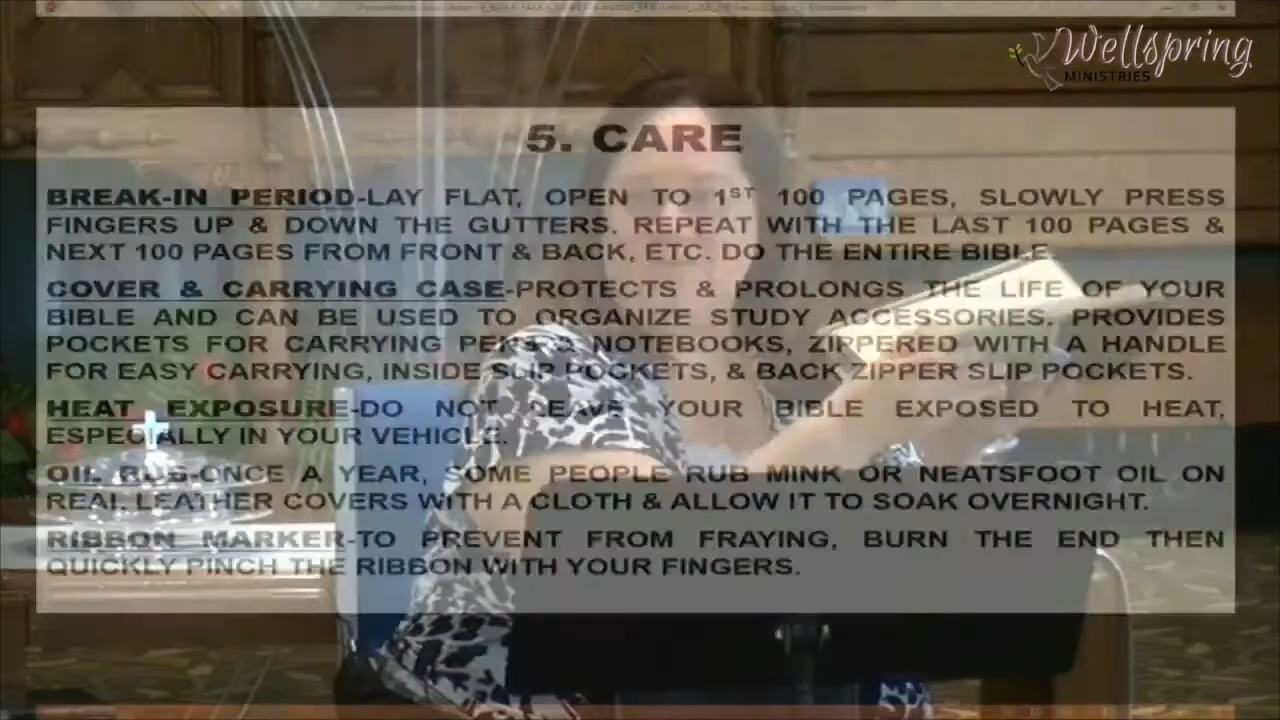 Wellspring
MINISTRIES
5. CARE
BREAK-IN PERIOD-LAY FLAT, OPEN TO 1ST 100 PAGES, SLOWLY PRESS
FINGERS UP & DOWN THE GUTTERS. REPEAT WITH THE LAST 100 PAGES &
NEXT 100 PAGES FROM FRONT & BACK, ETC. DO THE ENTIRE BIBLE.
COVER & CARRYING CASE-PROTECTS & PROLONGS THE LIFE OF YOUR
BIBLE AND CAN BE USED TO ORGANIZE STUDY ACCESSORIES. PROVIDES
POCKETS FOR CARRYING PENS & NOTEBOOKS, ZIPPERED WITH A HANDLE
FOR EASY CARRYING, INSIDE SLIP POCKETS, & BACK ZIPPER SLIP POCKETS.
HEAT EXPOSURE-DO NOT LEAVE YOUR BIBLE EXPOSED TO HEAT,
ESPECIALLY IN YOUR VEHICLE.
OIL RUB-ONCE A YEAR, SOME PEOPLE RUB MINK OR NEATSFOOT OIL ON
REAL LEATHER COVERS WITH A CLOTH & ALLOW IT TO SOAK OVERNIGHT.
RIBBON MARKER-TO PREVENT FROM FRAYING, BURN THE END THEN
QUICKLY PINCH THE RIBBON WITH YOUR FINGERS.